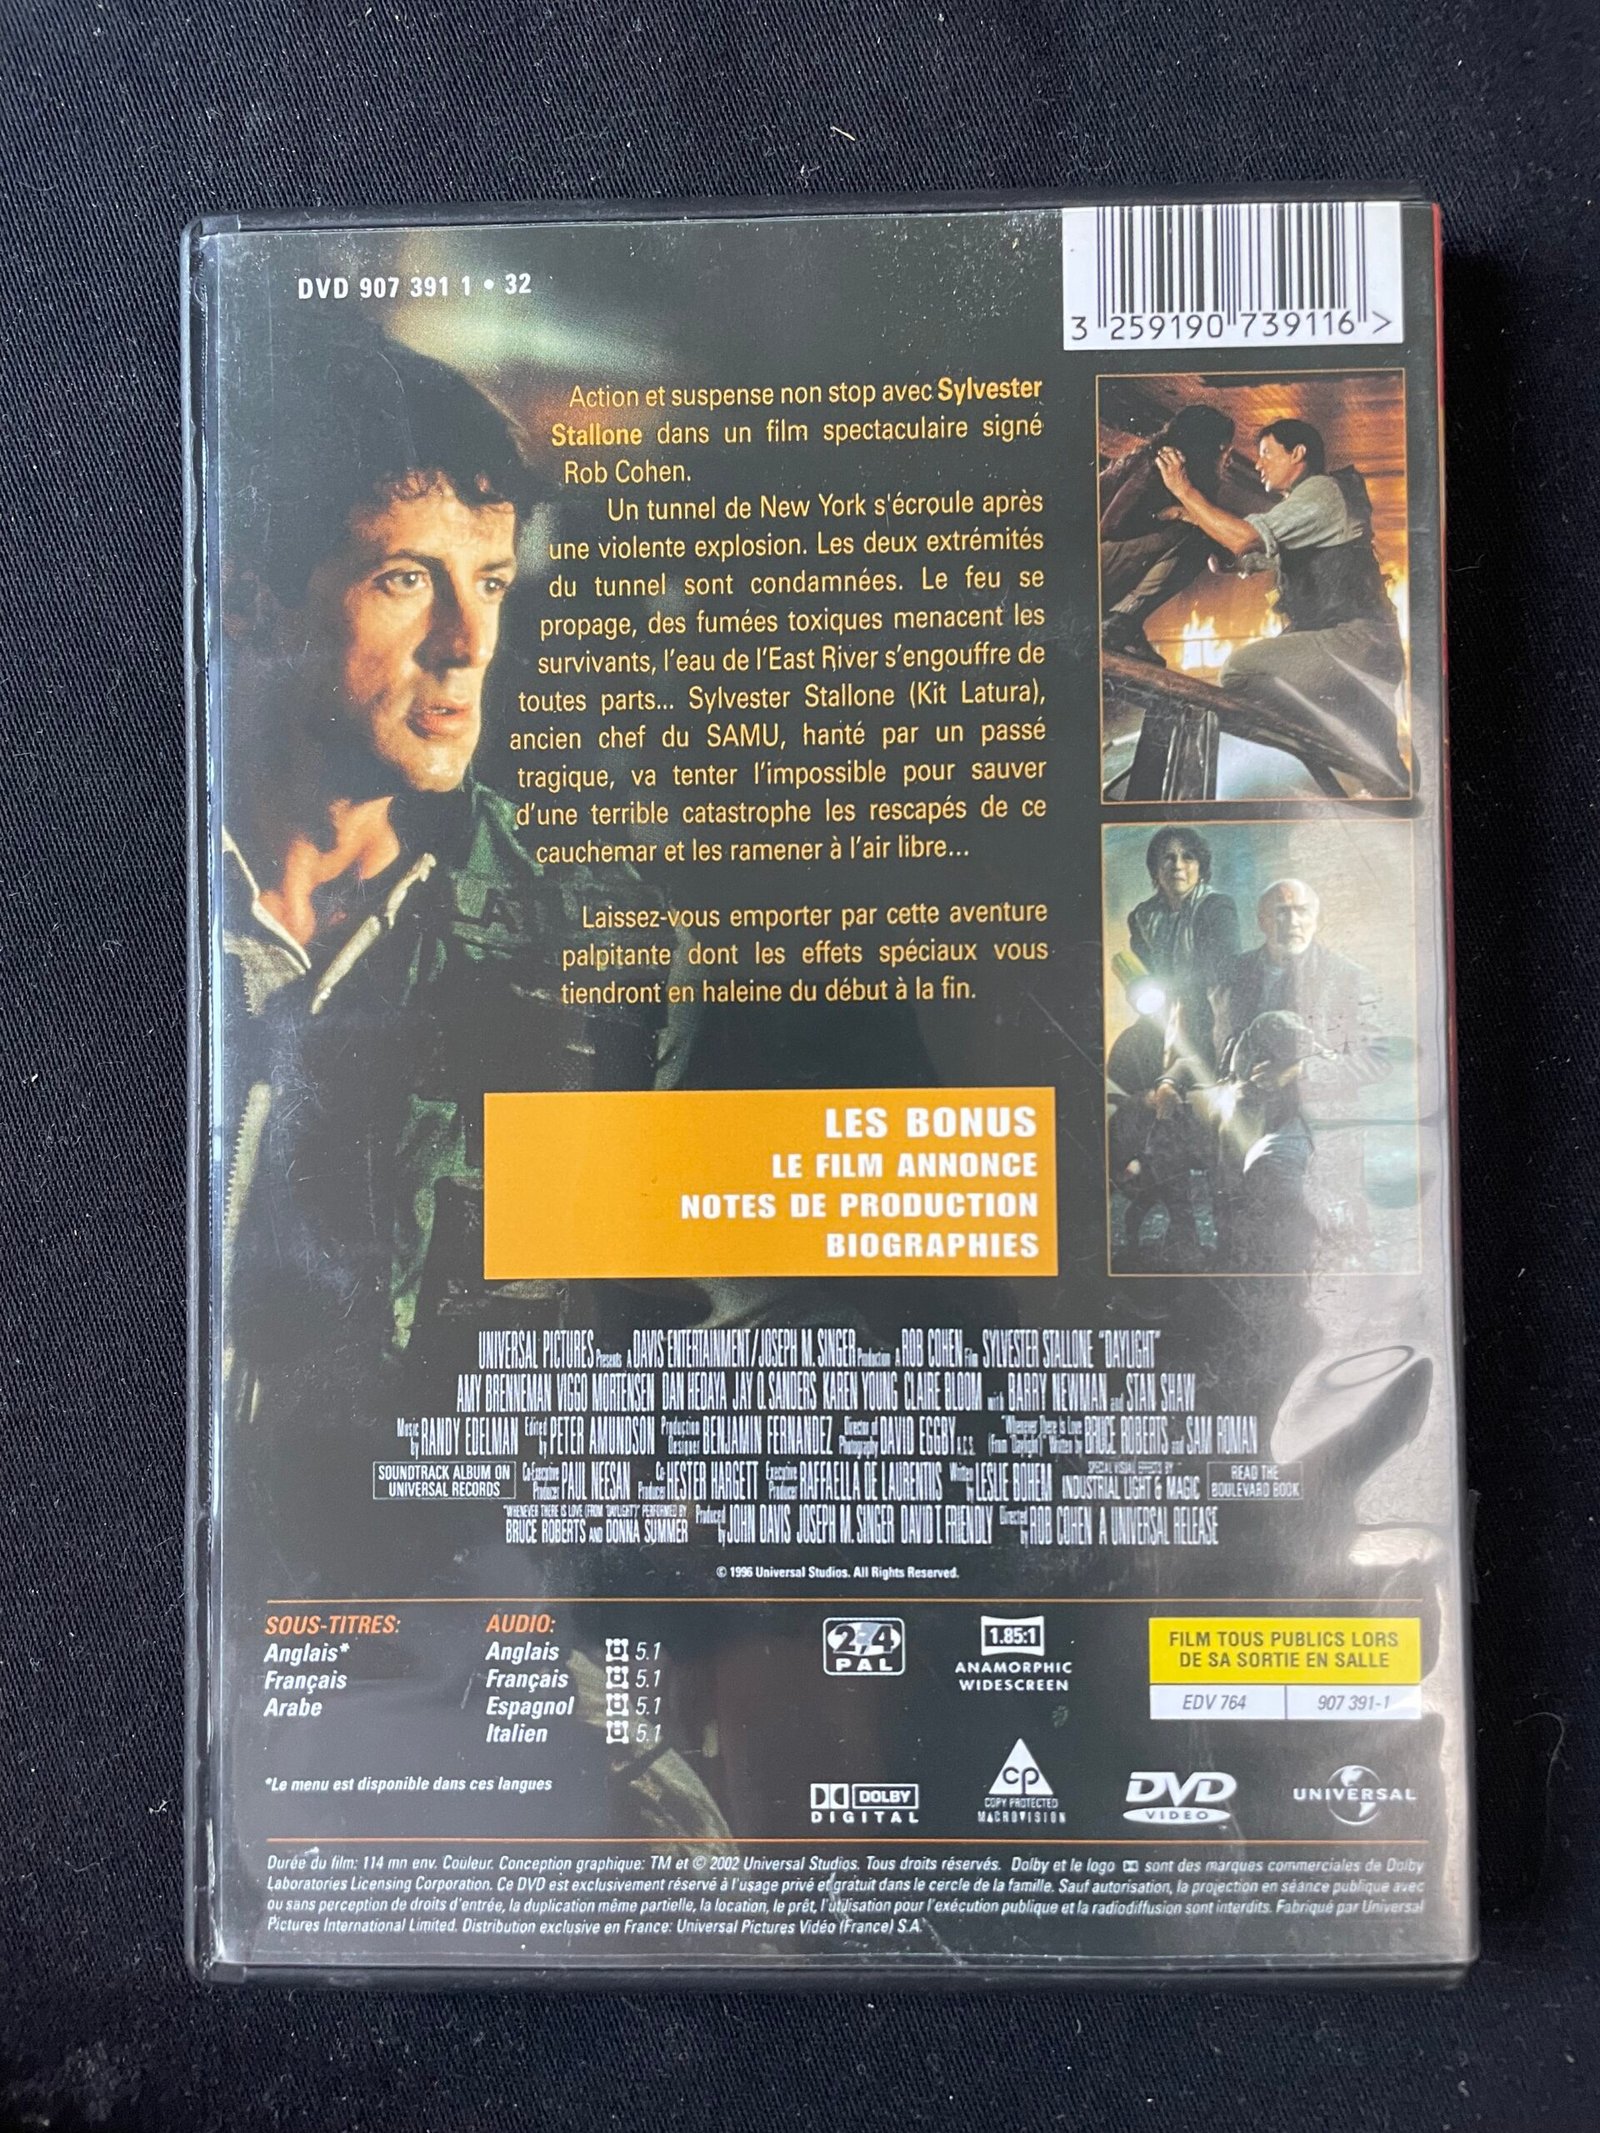 DVD 907 391 1 • 32
3 259190 739116 >
Action et suspense non stop avec Sylvester
Stallone dans un film spectaculaire signé
Rob Cohen.
Un tunnel de New York s'écroule après
une violente explosion. Les deux extrémités
du tunnel sont condamnées. Le feu se
propage, des fumées toxiques menacent les
survivants, l'eau de l'East River s'engouffre de
toutes parts... Sylvester Stallone (Kit Latura),
ancien chef du SAMU, hanté par un passé
tragique, va tenter l'impossible pour sauver
d'une terrible catastrophe les rescapés de ce
cauchemar et les ramener à l'air libre...
Laissez-vous emporter par cette aventure
palpitante dont les effets spéciaux vous
tiendront en haleine du début à la fin.
LES BONUS
LE FILM ANNONCE
NOTES DE PRODUCTION
BIOGRAPHIES
UNIVERSAL PICTURES Presents A DAVIS ENTERTAINMENT/JOSEPH M. SINGER Production A ROB COHEN Film SYLVESTER STALLONE "DAYLIGHT"
AMY BRENNEMAN VIGGO MORTENSEN DAN HEDAYA JAY O. SANDERS KAREN YOUNG CLAIRE BLOOM with BARRY NEWMAN and STAN SHAW
Music by RANDY EDELMAN Edited by PETER AMUNDSON Production Designer BENJAMIN FERNANDEZ Director of Photography DAVID EGGBY A.C.S. "Whenever There Is Love (From "Daylight")" Written by BRUCE ROBERTS and SAM ROMAN
SOUNDTRACK ALBUM ON UNIVERSAL RECORDS Co-Executive Producer PAUL NEESAN Co-Producer HESTER HARGETT Executive Producer RAFFAELLA DE LAURENTIIS Written by LESLIE BOHEM SPECIAL VISUAL EFFECTS BY INDUSTRIAL LIGHT & MAGIC READ THE BOULEVARD BOOK
"WHENEVER THERE IS LOVE (FROM "DAYLIGHT")" PERFORMED BY BRUCE ROBERTS AND DONNA SUMMER Produced by JOHN DAVIS JOSEPH M. SINGER DAVID T. FRIENDLY Directed by ROB COHEN A UNIVERSAL RELEASE
© 1996 Universal Studios. All Rights Reserved.
SOUS-TITRES:
Anglais*
Français
Arabe
AUDIO:
Anglais 5.1
Français 5.1
Espagnol 5.1
Italien 5.1
*Le menu est disponible dans ces langues
2,4
PAL
1.85:1
ANAMORPHIC
WIDESCREEN
FILM TOUS PUBLICS LORS
DE SA SORTIE EN SALLE
EDV 764 907 391-1
DOLBY
DIGITAL
cp
COPY PROTECTED
MACROVISION
DVD
VIDEO
UNIVERSAL
Durée du film: 114 mn env. Couleur. Conception graphique: TM et © 2002 Universal Studios. Tous droits réservés. Dolby et le logo sont des marques commerciales de Dolby
Laboratories Licensing Corporation. Ce DVD est exclusivement réservé à l'usage privé et gratuit dans le cercle de la famille. Sauf autorisation, la projection en séance publique avec
ou sans perception de droits d'entrée, la duplication même partielle, la location, le prêt, l'utilisation pour l'exécution publique et la radiodiffusion sont interdits. Fabriqué par Universal
Pictures International Limited. Distribution exclusive en France: Universal Pictures Vidéo (France) S.A.